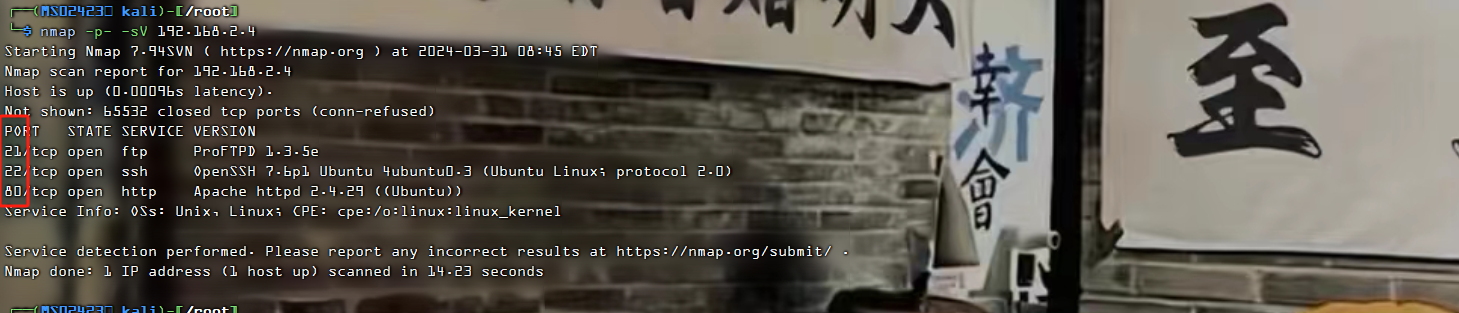 (MS02423 kali)-[/root]
$ nmap -p- -sV 192.168.2.4
Starting Nmap 7.94SVN ( https://nmap.org ) at 2024-03-31 08:45 EDT
Nmap scan report for 192.168.2.4
Host is up (0.00096s latency).
Not shown: 65532 closed tcp ports (conn-refused)
PORT   STATE SERVICE VERSION
21/tcp open  ftp     ProFTPD 1.3.5e
22/tcp open  ssh     OpenSSH 7.6p1 Ubuntu 4ubuntu0.3 (Ubuntu Linux; protocol 2.0)
80/tcp open  http    Apache httpd 2.4.29 ((Ubuntu))
Service Info: OSs: Unix, Linux; CPE: cpe:/o:linux:linux_kernel
Service detection performed. Please report any incorrect results at https://nmap.org/submit/ .
Nmap done: 1 IP address (1 host up) scanned in 14.23 seconds
(MS02423 kali)-[/root]
幸
會
济
至